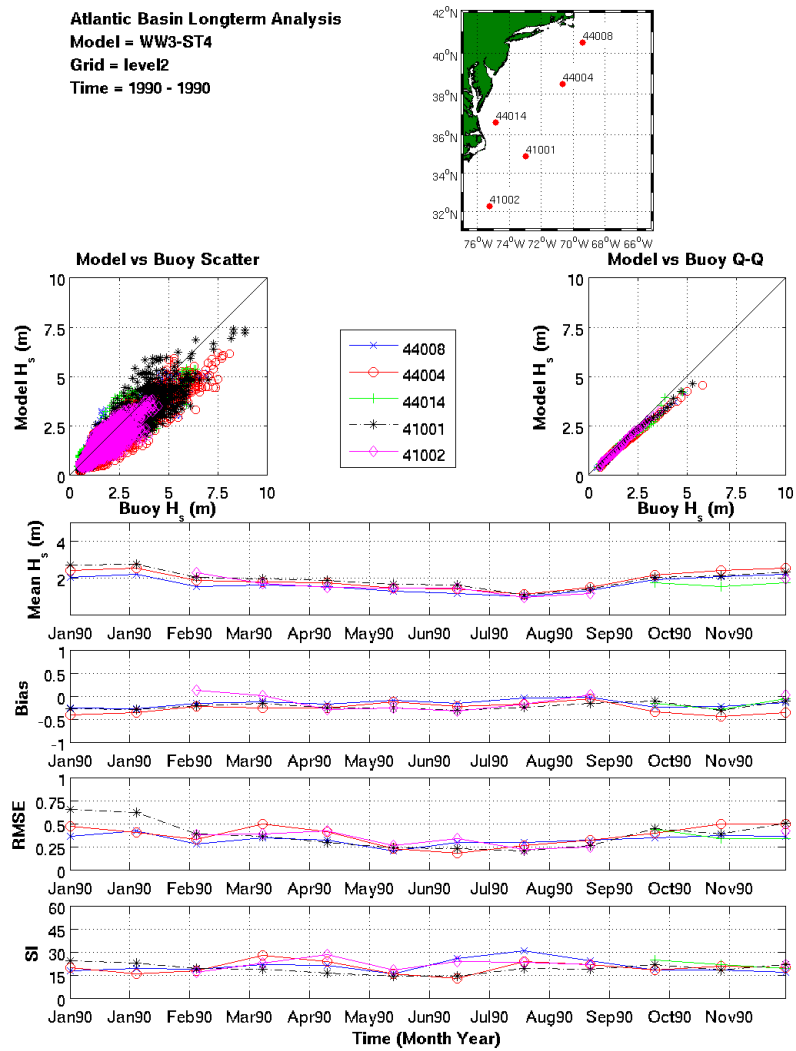 Atlantic Basin Longterm Analysis
Model = WW3-ST4
Grid = level2
Time = 1990 - 1990
42°N
40°N
38°N
36°N
34°N
32°N
44008
44004
44014
41001
41002
76°W 74°W 72°W 70°W 68°W 66°W
Model vs Buoy Scatter
10
7.5
5
2.5
0
Model Hs (m)
0 2.5 5 7.5 10
Buoy Hs (m)
44008
44004
44014
41001
41002
Model vs Buoy Q-Q
10
7.5
5
2.5
0
Model Hs (m)
0 2.5 5 7.5 10
Buoy Hs (m)
Mean Hs (m)
4
2
Jan90 Jan90 Feb90 Mar90 Apr90 May90 Jun90 Jul90 Aug90 Sep90 Oct90 Nov90
Bias
1
0.5
0
-0.5
-1
Jan90 Jan90 Feb90 Mar90 Apr90 May90 Jun90 Jul90 Aug90 Sep90 Oct90 Nov90
RMSE
1
0.75
0.5
0.25
0
Jan90 Jan90 Feb90 Mar90 Apr90 May90 Jun90 Jul90 Aug90 Sep90 Oct90 Nov90
SI
60
45
30
15
0
Jan90 Jan90 Feb90 Mar90 Apr90 May90 Jun90 Jul90 Aug90 Sep90 Oct90 Nov90
Time (Month Year)